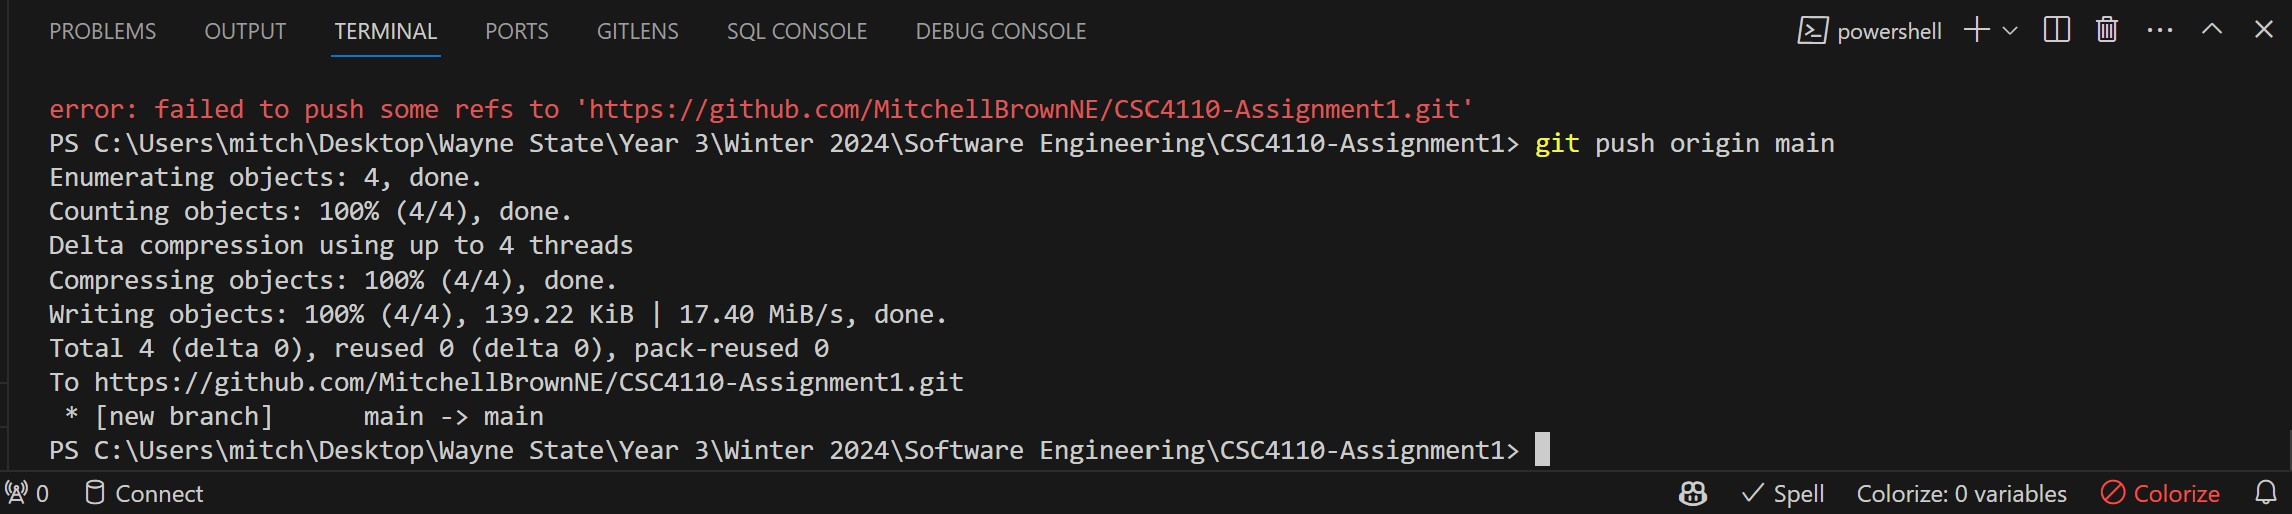 PROBLEMS OUTPUT TERMINAL PORTS GITLENS SQL CONSOLE DEBUG CONSOLE powershell
error: failed to push some refs to 'https://github.com/MitchellBrownNE/CSC4110-Assignment1.git'
PS C:\Users\mitch\Desktop\Wayne State\Year 3\Winter 2024\Software Engineering\CSC4110-Assignment1> git push origin main
Enumerating objects: 4, done.
Counting objects: 100% (4/4), done.
Delta compression using up to 4 threads
Compressing objects: 100% (4/4), done.
Writing objects: 100% (4/4), 139.22 KiB | 17.40 MiB/s, done.
Total 4 (delta 0), reused 0 (delta 0), pack-reused 0
To https://github.com/MitchellBrownNE/CSC4110-Assignment1.git
 * [new branch]      main -> main
PS C:\Users\mitch\Desktop\Wayne State\Year 3\Winter 2024\Software Engineering\CSC4110-Assignment1>
0 Connect Spell Colorize: 0 variables Colorize